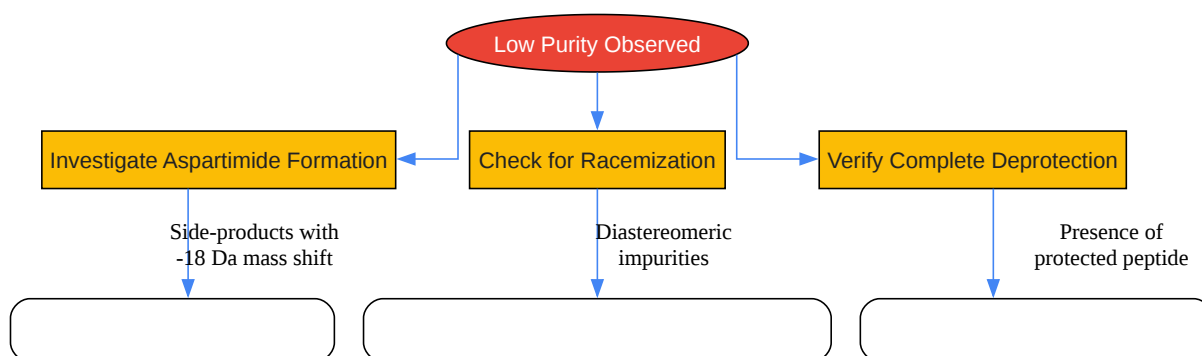 Low Purity Observed
Investigate Aspartimide Formation
Check for Racemization
Verify Complete Deprotection
Side-products with
-18 Da mass shift
Diastereomeric
impurities
Presence of
protected peptide